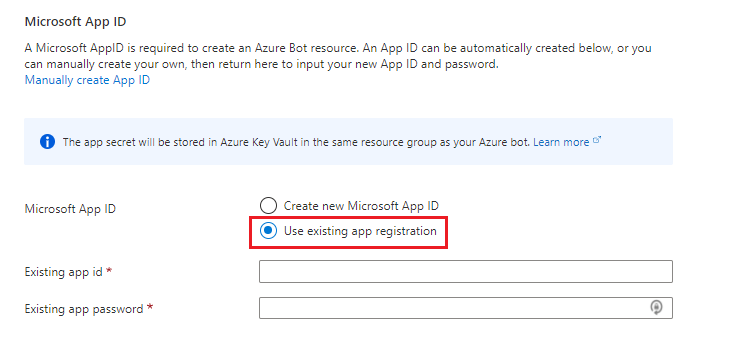 Microsoft App ID
A Microsoft AppID is required to create an Azure Bot resource. An App ID can be automatically created below, or you
can manually create your own, then return here to input your new App ID and password.
Manually create App ID
The app secret will be stored in Azure Key Vault in the same resource group as your Azure bot. Learn more
Microsoft App ID
Create new Microsoft App ID
Use existing app registration
Existing app id *
Existing app password *